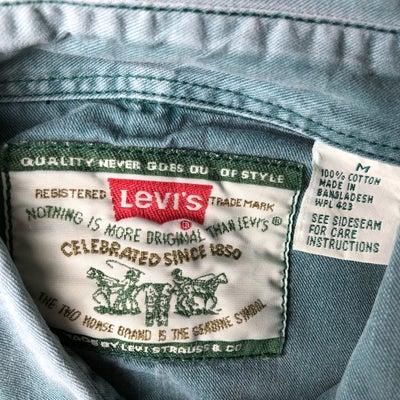 QUALITY NEVER GOES OUT OF STYLE
REGISTERED LEVI'S TRADEMARK
NOTHING IS MORE ORIGINAL THAN LEVI'S®
CELEBRATED SINCE 1850
THE TWO HORSE BRAND IS THE GENUINE SYMBOL
MADE BY LEVI STRAUSS & CO
M
100% COTTON
MADE IN
BANGLADESH
WPL 423
SEE SIDESEAM
FOR CARE
INSTRUCTIONS